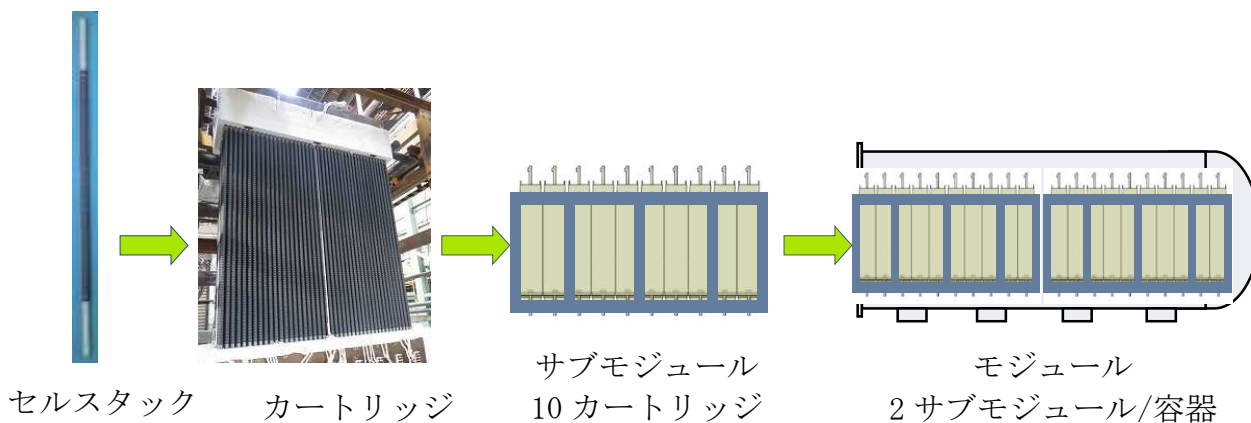 セルスタック
カートリッジ
サブモジュール
10 カートリッジ
モジュール
2 サブモジュール/容器